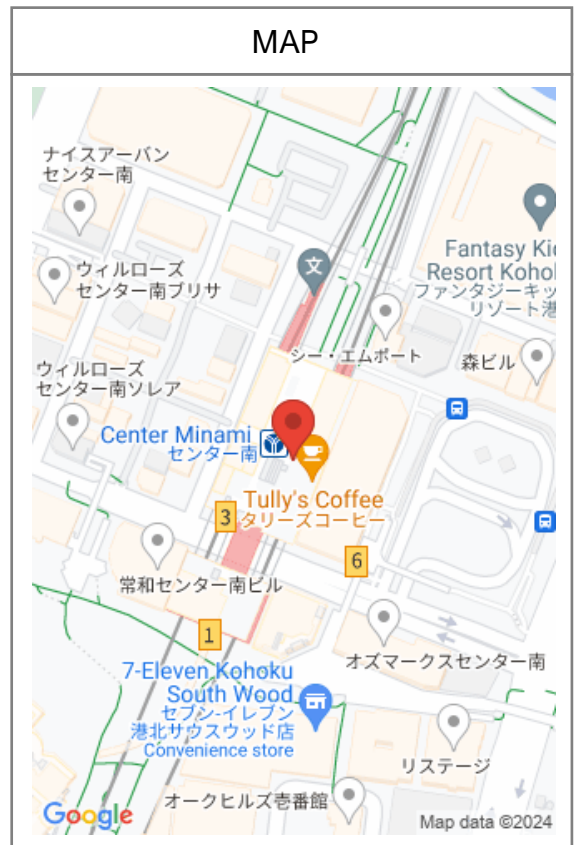 MAP
ナイスアーバン
センター南
ウィルローズ
センター南ブリサ
文
Fantasy Ki
Resort Koho
ファンタジーキッ
リゾート港
シー・エムポート
森ビル
ウィルローズ
センター南ソレア
Center Minami
センター南
Tully's Coffee
タリーズコーヒー
3
6
常和センター南ビル
1
オズマークスセンター南
7-Eleven Kohoku
South Wood
セブン-イレブン
港北サウスウッド店
Convenience store
リステージ
オークヒルズ壱番館
Google
Map data ©2024